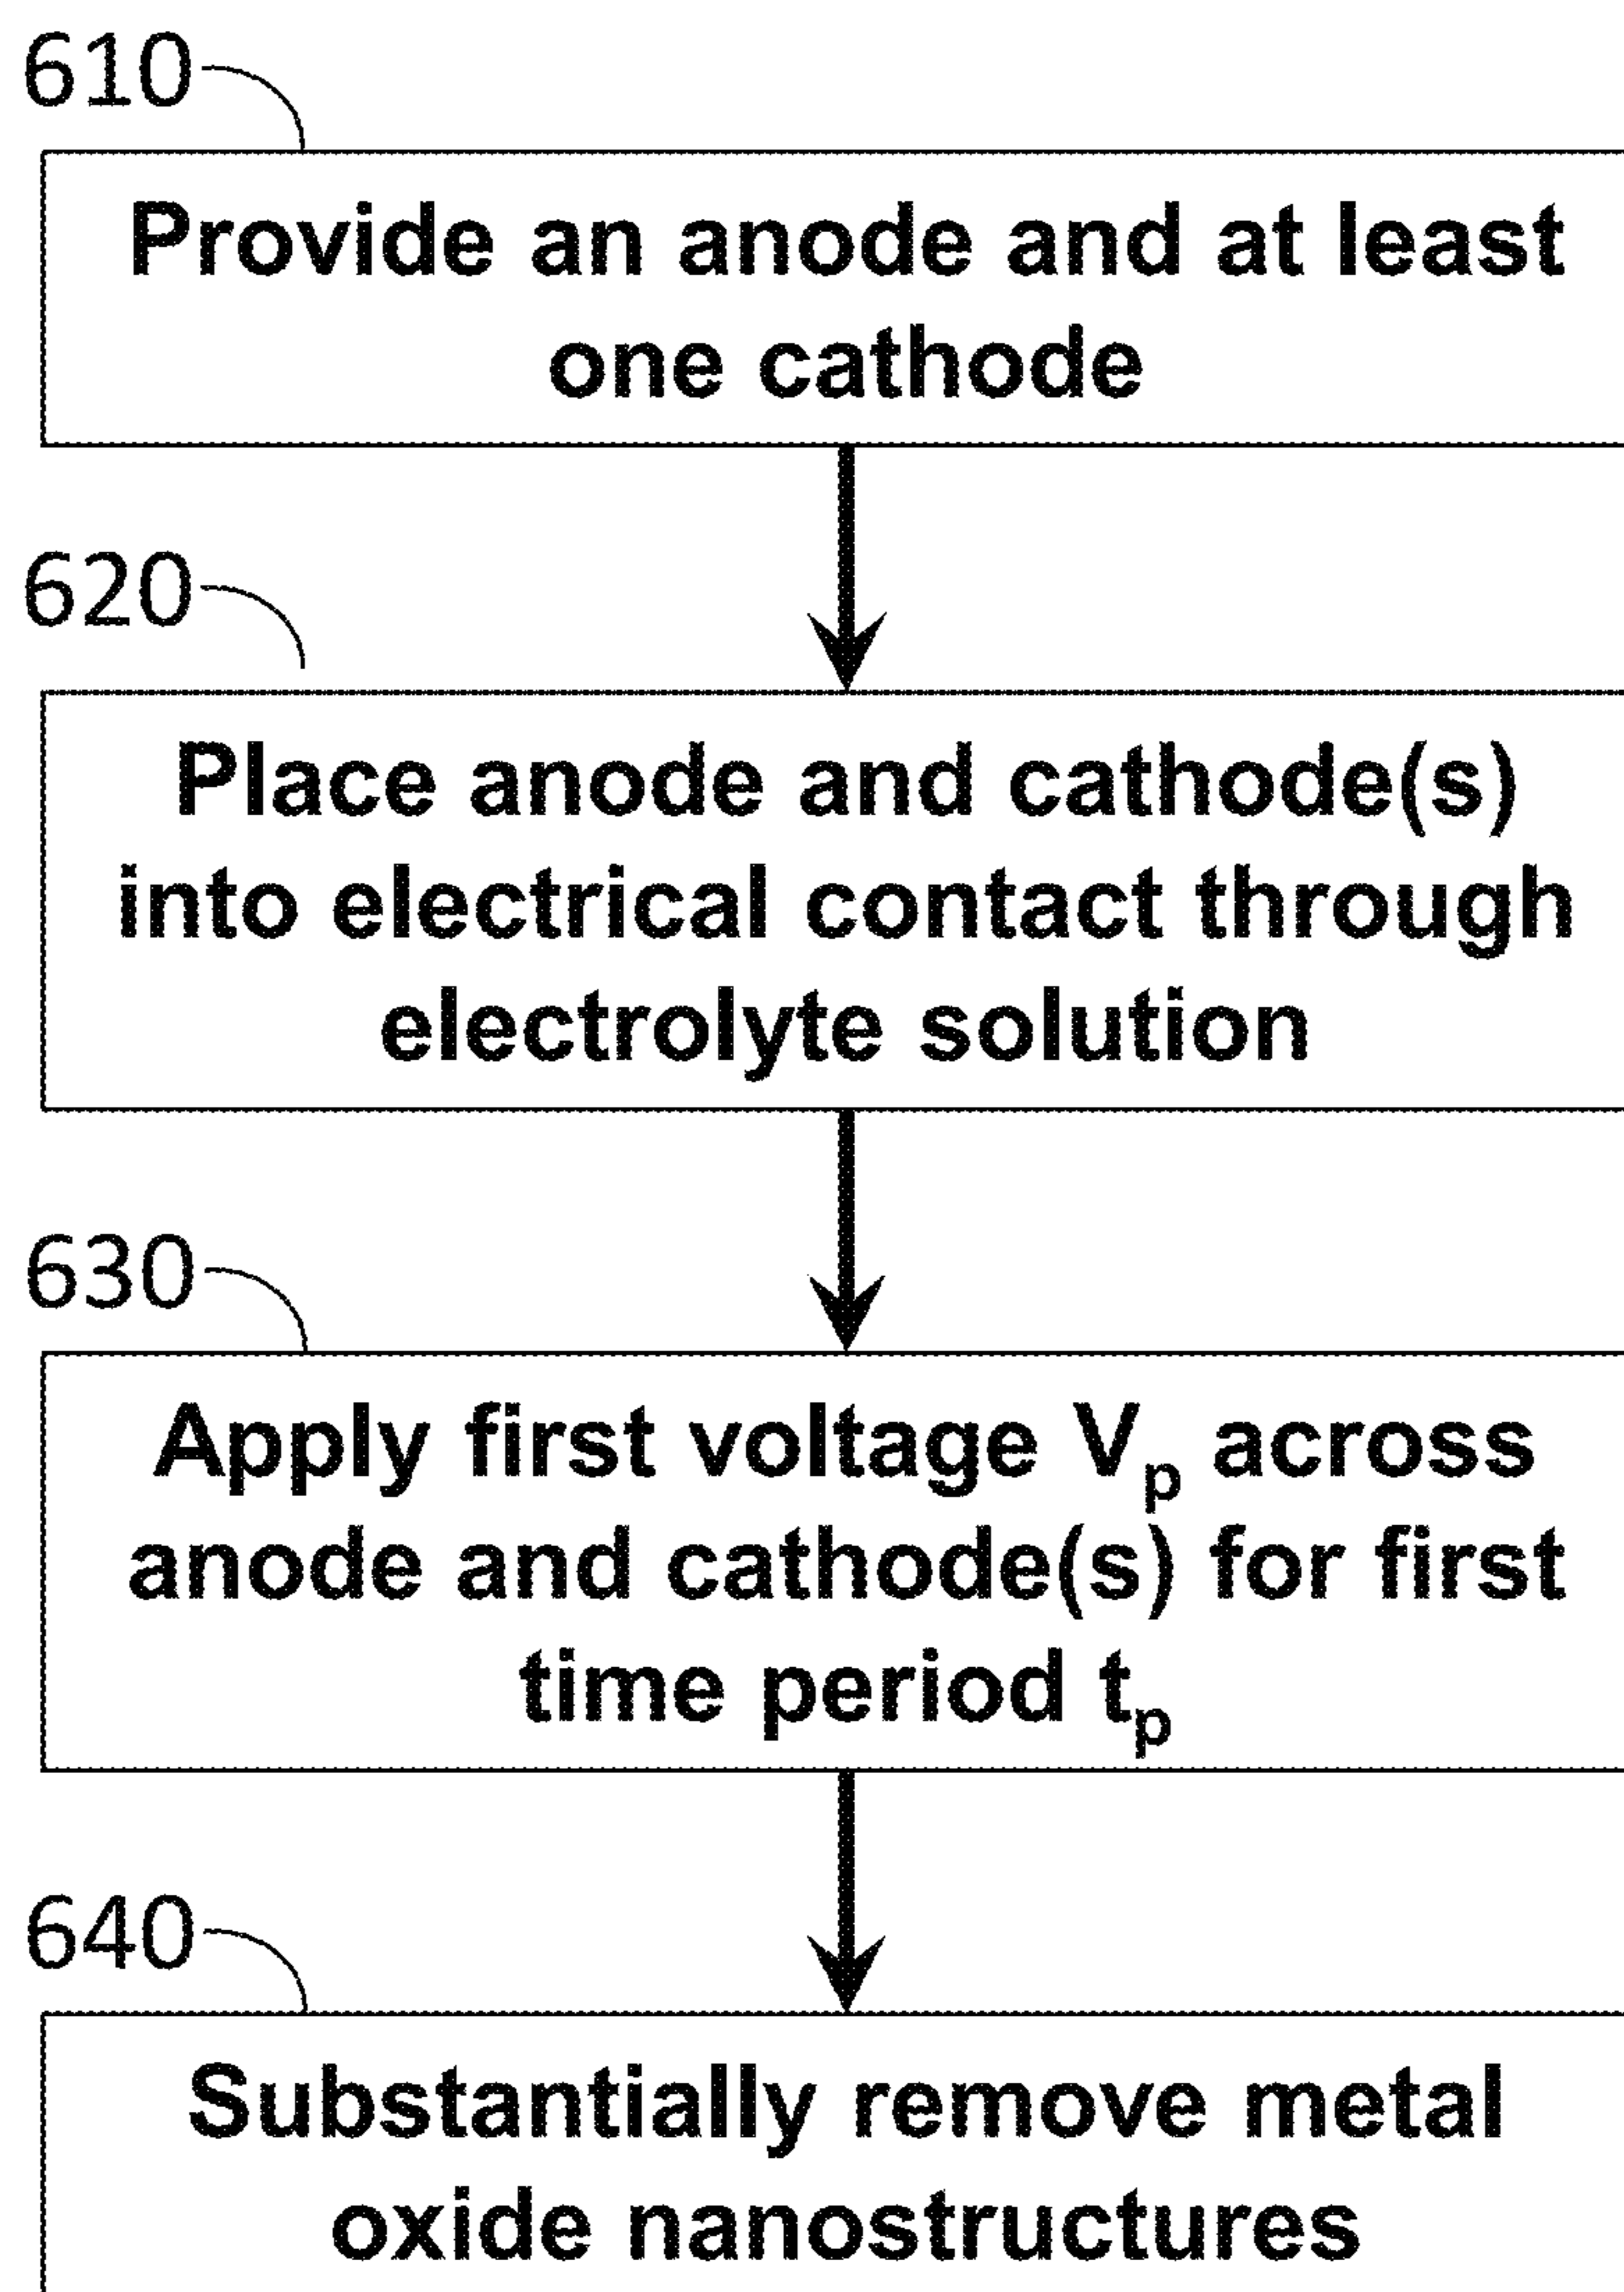 610
Provide an anode and at least
one cathode
620
Place anode and cathode(s)
into electrical contact through
electrolyte solution
630
Apply first voltage Vp across
anode and cathode(s) for first
time period tp
640
Substantially remove metal
oxide nanostructures